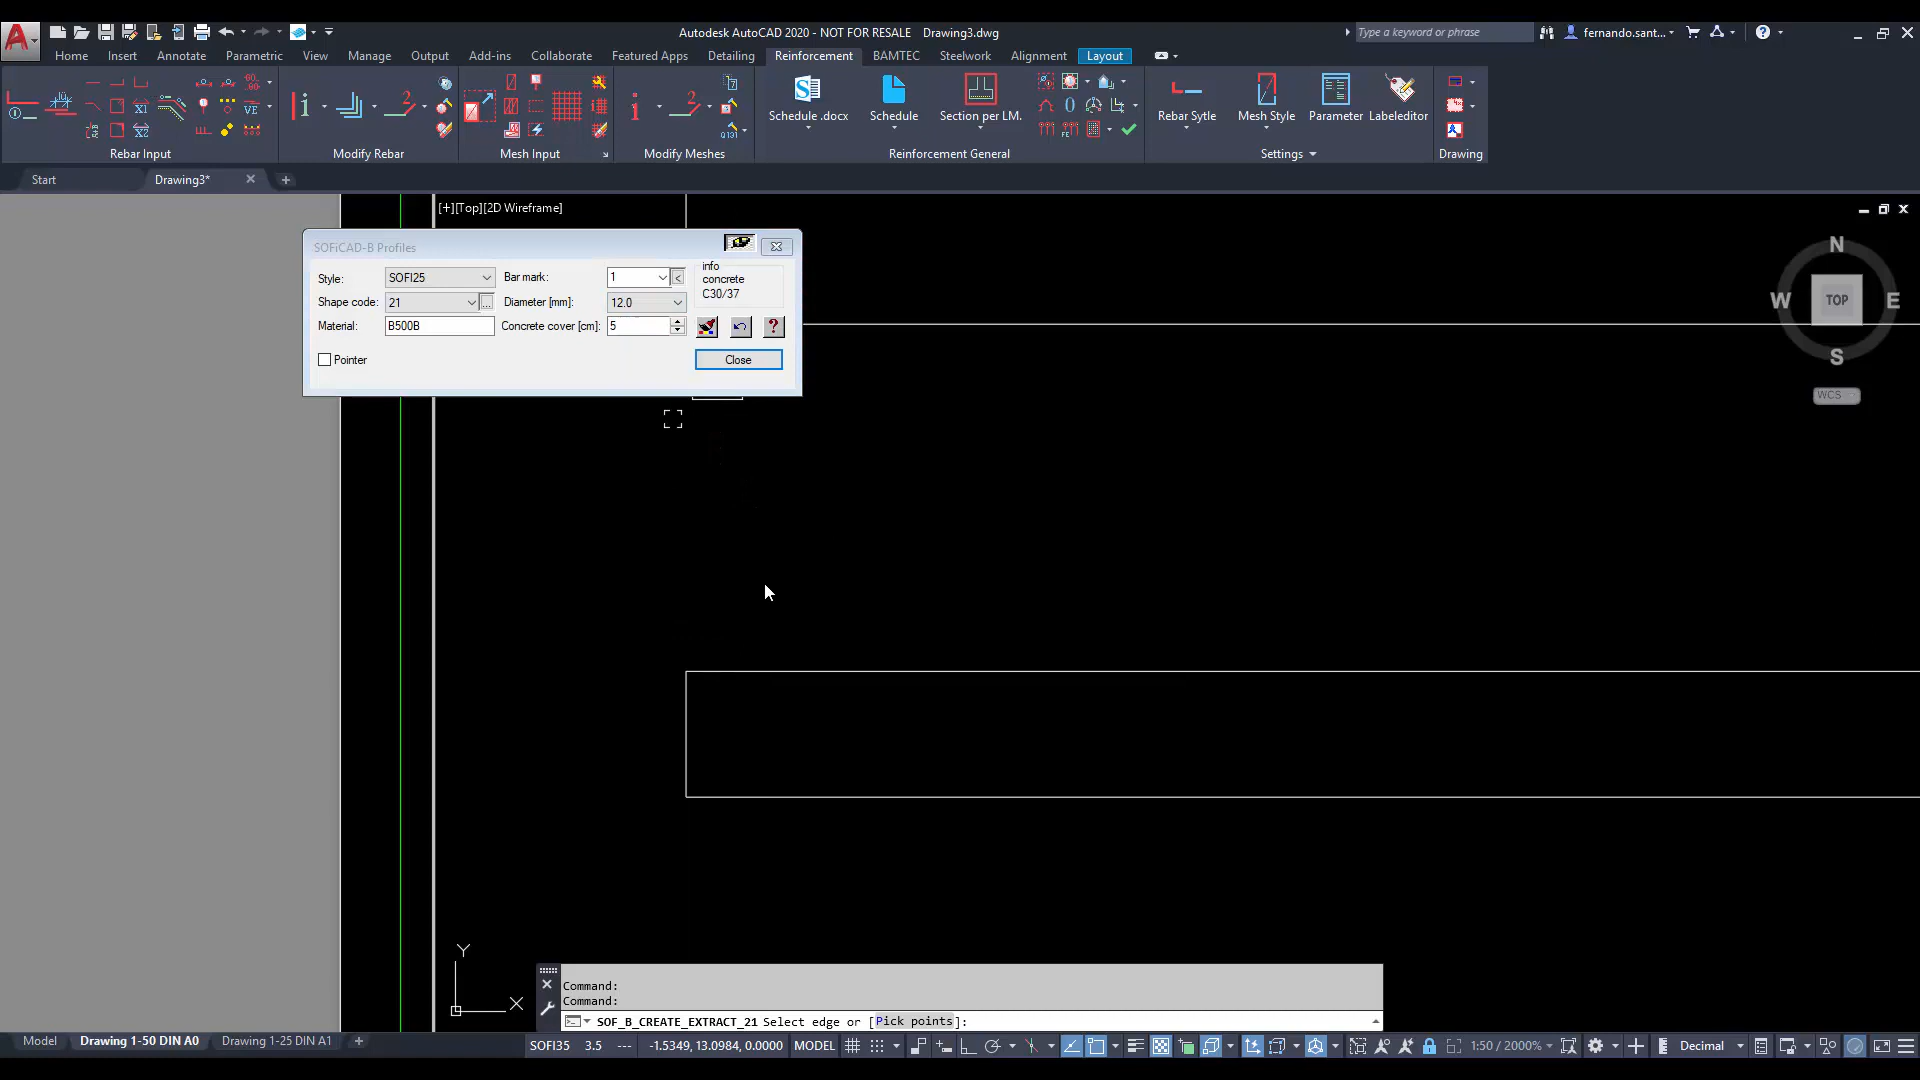 Autodesk AutoCAD 2020 - NOT FOR RESALE Drawing3.dwg
Type a keyword or phrase
fernando.sant...
Home Insert Annotate Parametric View Manage Output Add-ins Collaborate Featured Apps Detailing Reinforcement BAMTEC Steelwork Alignment Layout
Schedule .docx Schedule Section per LM. Rebar Sytle Mesh Style Parameter Labeleditor
Rebar Input Modify Rebar Mesh Input Modify Meshes Reinforcement General Settings Drawing
Start Drawing3*
[+][Top][2D Wireframe]
SOFiCAD-B Profiles
Style: SOFI25 Bar mark: 1 < info
concrete
C30/37
Shape code: 21 ... Diameter [mm]: 12.0
Material: B500B Concrete cover [cm]: 5
Pointer Close
N
W TOP E
S
WCS
Y
X
Command:
Command:
SOF_B_CREATE_EXTRACT_21 Select edge or [Pick points]:
Model Drawing 1-50 DIN A0 Drawing 1-25 DIN A1 +
SOFI35 3.5 --- -1.5349, 13.0984, 0.0000 MODEL 1:50 / 2000% Decimal